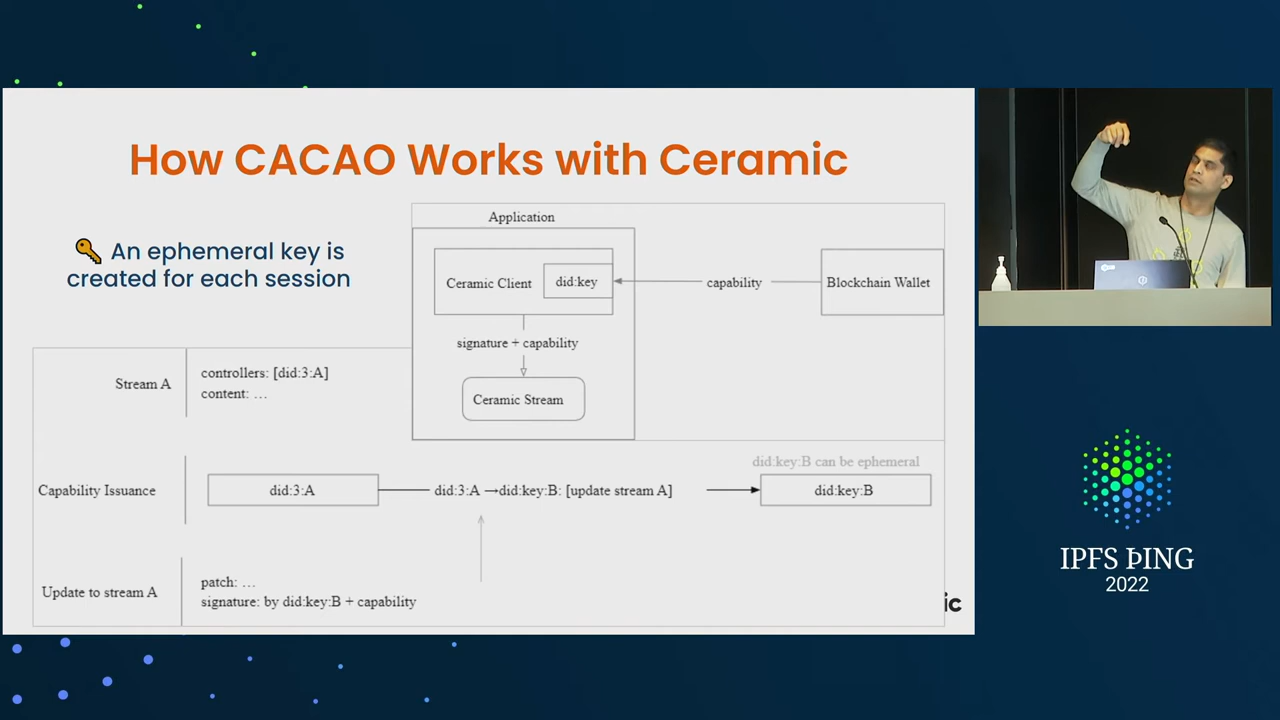 How CACAO Works with Ceramic
🔑 An ephemeral key is
created for each session
Application
Ceramic Client
did:key
capability
Blockchain Wallet
signature + capability
Ceramic Stream
Stream A
controllers: [did:3:A]
content: …
Capability Issuance
did:3:A
did:3:A →did:key:B: [update stream A]
did:key:B can be ephemeral
did:key:B
Update to stream A
patch: …
signature: by did:key:B + capability
ic
IPFS ÞING
2022